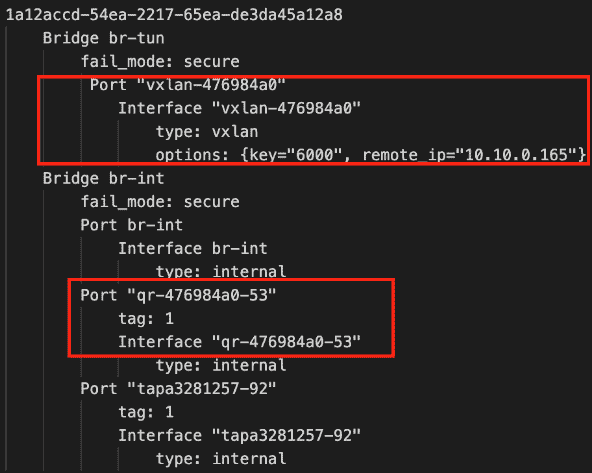 1a12accd-54ea-2217-65ea-de3da45a12a8
Bridge br-tun
fail_mode: secure
Port "vxlan-476984a0"
Interface "vxlan-476984a0"
type: vxlan
options: {key="6000", remote_ip="10.10.0.165"}
Bridge br-int
fail_mode: secure
Port br-int
Interface br-int
type: internal
Port "qr-476984a0-53"
tag: 1
Interface "qr-476984a0-53"
type: internal
Port "tapa3281257-92"
tag: 1
Interface "tapa3281257-92"
type: internal